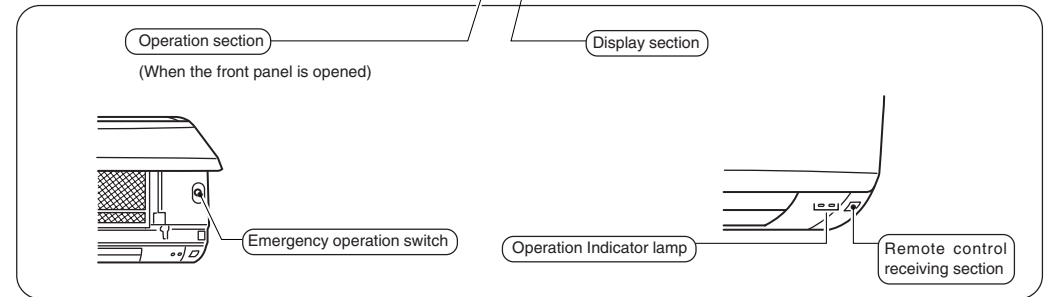 Operation section
Display section
(When the front panel is opened)
Emergency operation switch
Operation Indicator lamp
Remote control
receiving section